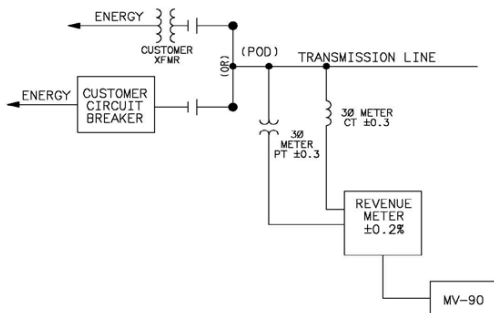 ENERGY
CUSTOMER
XFMR
(OR)
(POD)
TRANSMISSION LINE
ENERGY
CUSTOMER
CIRCUIT
BREAKER
3Ø
METER
PT ±0.3
3Ø METER
CT ±0.3
REVENUE
METER
±0.2%
MV-90